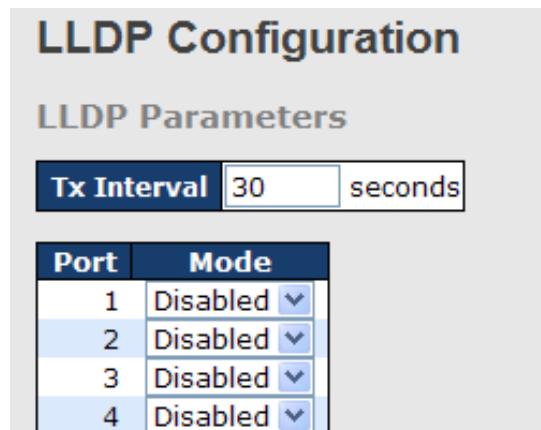 LLDP Configuration
LLDP Parameters
Tx Interval 30 seconds
Port Mode
1 Disabled
2 Disabled
3 Disabled
4 Disabled